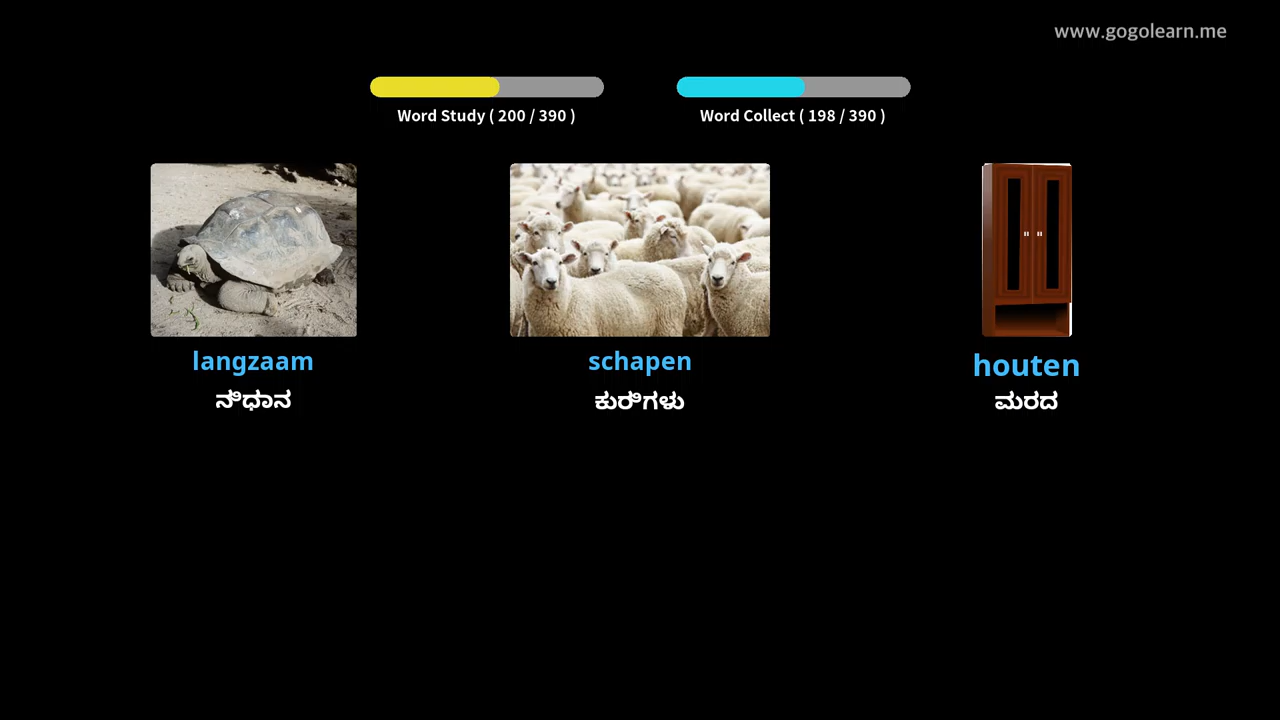 www.gogolearn.me
Word Study ( 200 / 390 )
Word Collect ( 198 / 390 )
langzaam
schapen
houten
ನಿಧಾನ
ಕುರಿಗಳು
ಮರದ